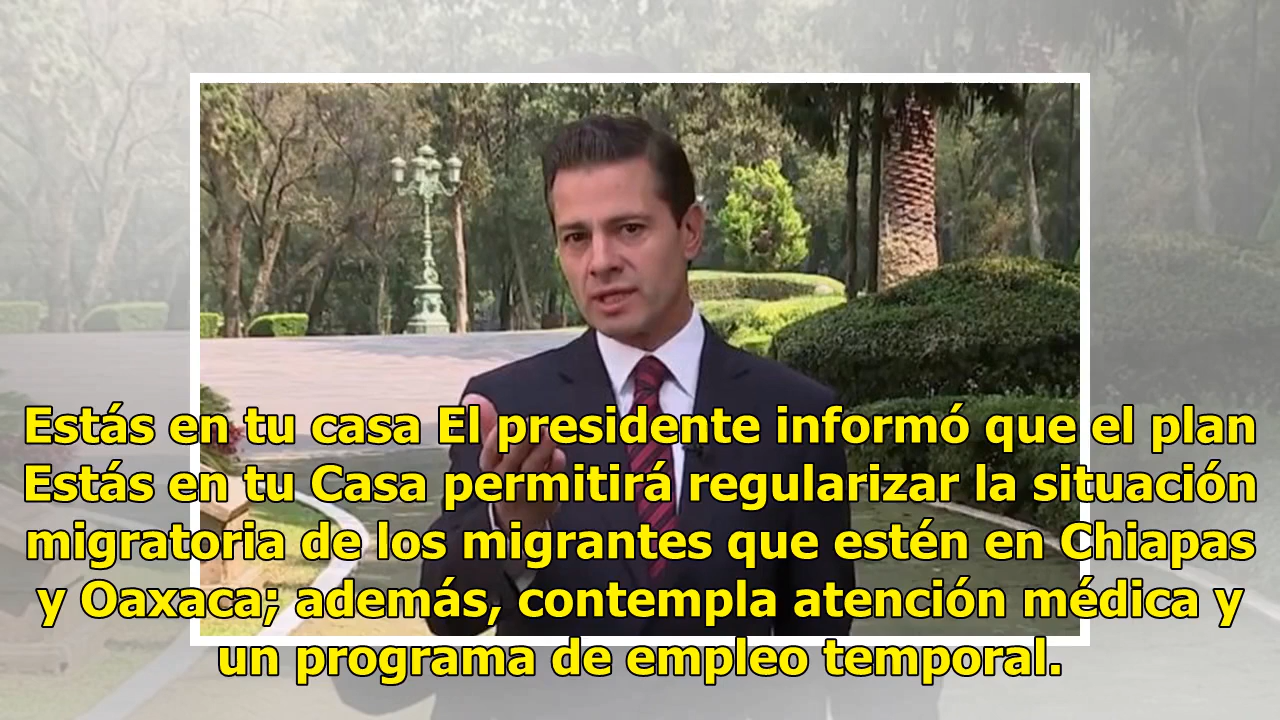 Estás en tu casa El presidente informó que el plan
Estás en tu Casa permitirá regularizar la situación
migratoria de los migrantes que estén en Chiapas
y Oaxaca; además, contempla atención médica y
un programa de empleo temporal.